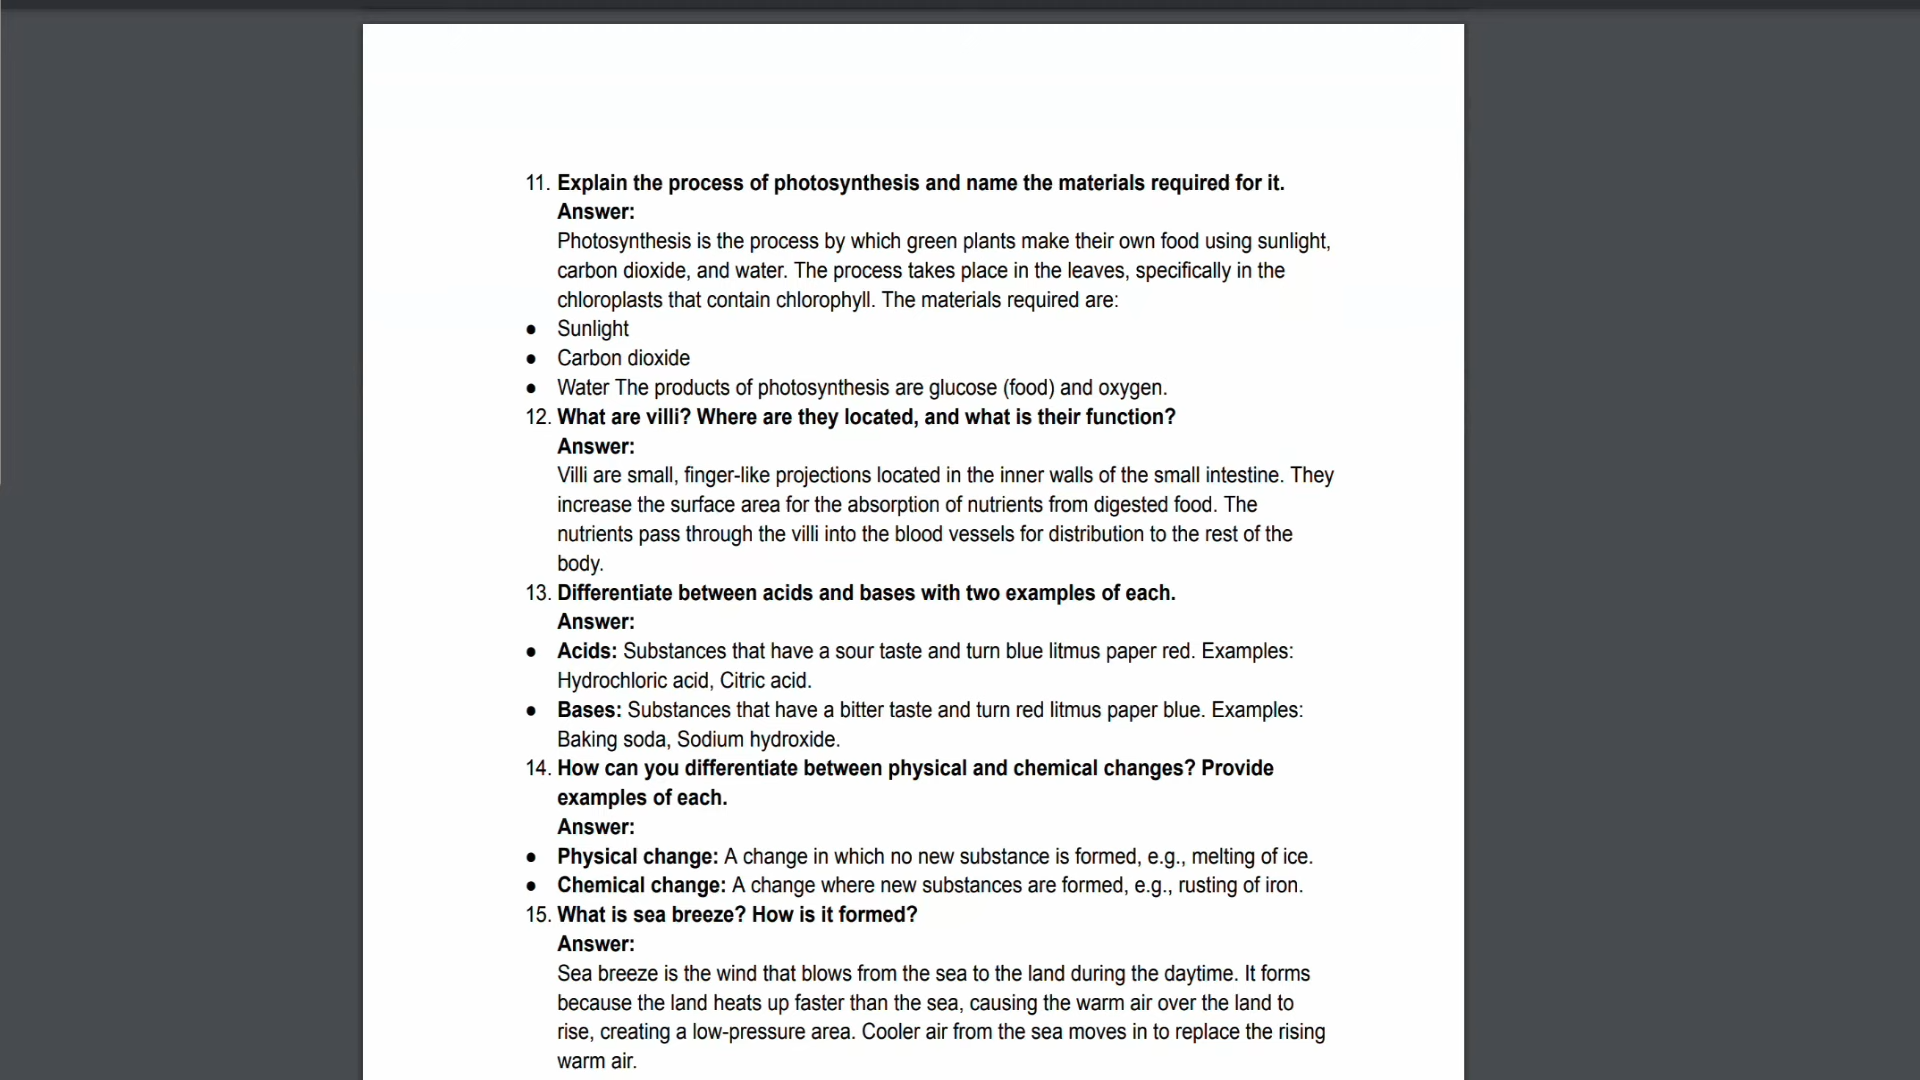 11. Explain the process of photosynthesis and name the materials required for it.
Answer:
Photosynthesis is the process by which green plants make their own food using sunlight,
carbon dioxide, and water. The process takes place in the leaves, specifically in the
chloroplasts that contain chlorophyll. The materials required are:
● Sunlight
● Carbon dioxide
● Water The products of photosynthesis are glucose (food) and oxygen.
12. What are villi? Where are they located, and what is their function?
Answer:
Villi are small, finger-like projections located in the inner walls of the small intestine. They
increase the surface area for the absorption of nutrients from digested food. The
nutrients pass through the villi into the blood vessels for distribution to the rest of the
body.
13. Differentiate between acids and bases with two examples of each.
Answer:
● Acids: Substances that have a sour taste and turn blue litmus paper red. Examples:
Hydrochloric acid, Citric acid.
● Bases: Substances that have a bitter taste and turn red litmus paper blue. Examples:
Baking soda, Sodium hydroxide.
14. How can you differentiate between physical and chemical changes? Provide
examples of each.
Answer:
● Physical change: A change in which no new substance is formed, e.g., melting of ice.
● Chemical change: A change where new substances are formed, e.g., rusting of iron.
15. What is sea breeze? How is it formed?
Answer:
Sea breeze is the wind that blows from the sea to the land during the daytime. It forms
because the land heats up faster than the sea, causing the warm air over the land to
rise, creating a low-pressure area. Cooler air from the sea moves in to replace the rising
warm air.